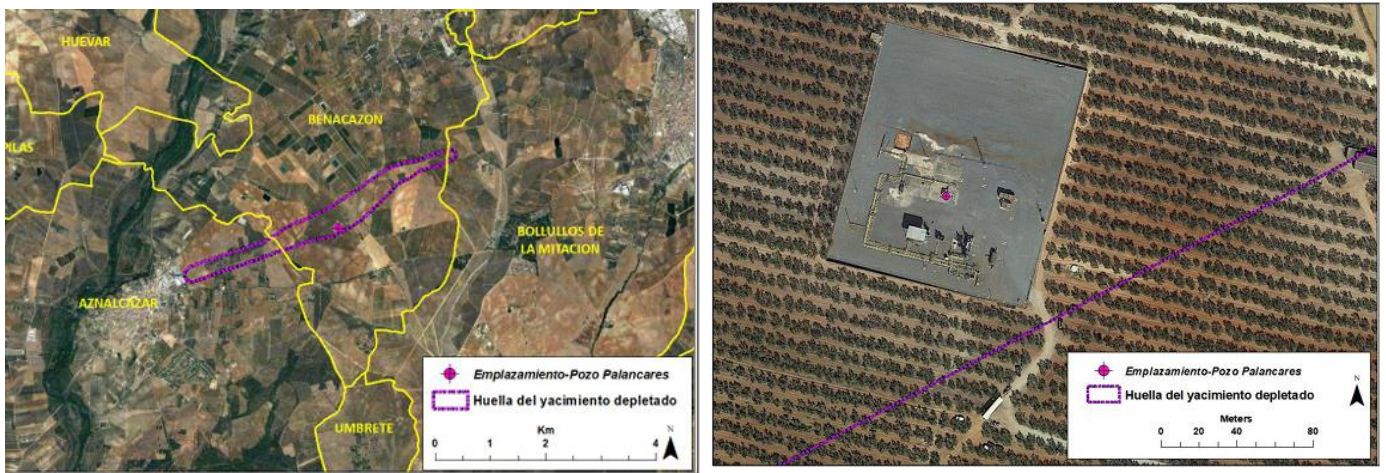 HUEVAR
PILAS
BENACAZON
BOLLULLOS DE
LA MITACION
AZNALCAZAR
UMBRETE
Emplazamiento-Pozo Palancares
Huella del yacimiento depletado
Km
0 1 2 4
N
Emplazamiento-Pozo Palancares
Huella del yacimiento depletado
Meters
0 20 40 80
N